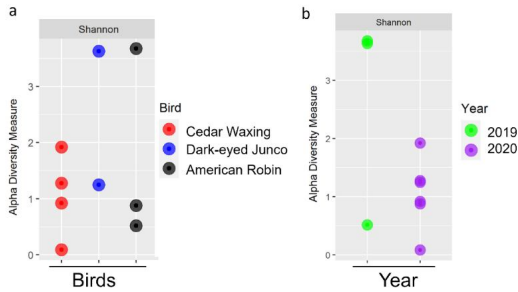 a
Shannon
Alpha Diversity Measure
3
2
1
0
Birds
Bird
Cedar Waxing
Dark-eyed Junco
American Robin
b
Shannon
Alpha Diversity Measure
3
2
1
0
Year
Year
2019
2020